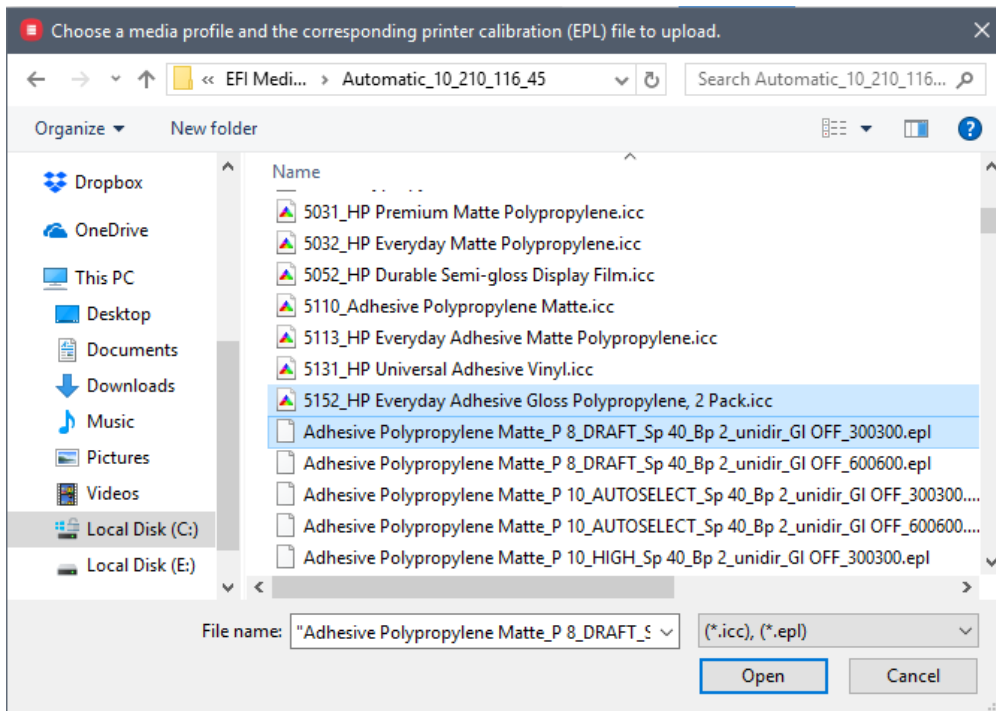 Choose a media profile and the corresponding printer calibration (EPL) file to upload.
« EFI Medi... › Automatic_10_210_116_45
Search Automatic_10_210_116...
Organize
New folder
Dropbox
OneDrive
This PC
Desktop
Documents
Downloads
Music
Pictures
Videos
Local Disk (C:)
Local Disk (E:)
Name
5031_HP Premium Matte Polypropylene.icc
5032_HP Everyday Matte Polypropylene.icc
5052_HP Durable Semi-gloss Display Film.icc
5110_Adhesive Polypropylene Matte.icc
5113_HP Everyday Adhesive Matte Polypropylene.icc
5131_HP Universal Adhesive Vinyl.icc
5152_HP Everyday Adhesive Gloss Polypropylene, 2 Pack.icc
Adhesive Polypropylene Matte_P 8_DRAFT_Sp 40_Bp 2_unidir_GI OFF_300300.epl
Adhesive Polypropylene Matte_P 8_DRAFT_Sp 40_Bp 2_unidir_GI OFF_600600.epl
Adhesive Polypropylene Matte_P 10_AUTOSELECT_Sp 40_Bp 2_unidir_GI OFF_300300....
Adhesive Polypropylene Matte_P 10_AUTOSELECT_Sp 40_Bp 2_unidir_GI OFF_600600....
Adhesive Polypropylene Matte_P 10_HIGH_Sp 40_Bp 2_unidir_GI OFF_300300.epl
File name:
"Adhesive Polypropylene Matte_P 8_DRAFT_S
(*.icc), (*.epl)
Open
Cancel